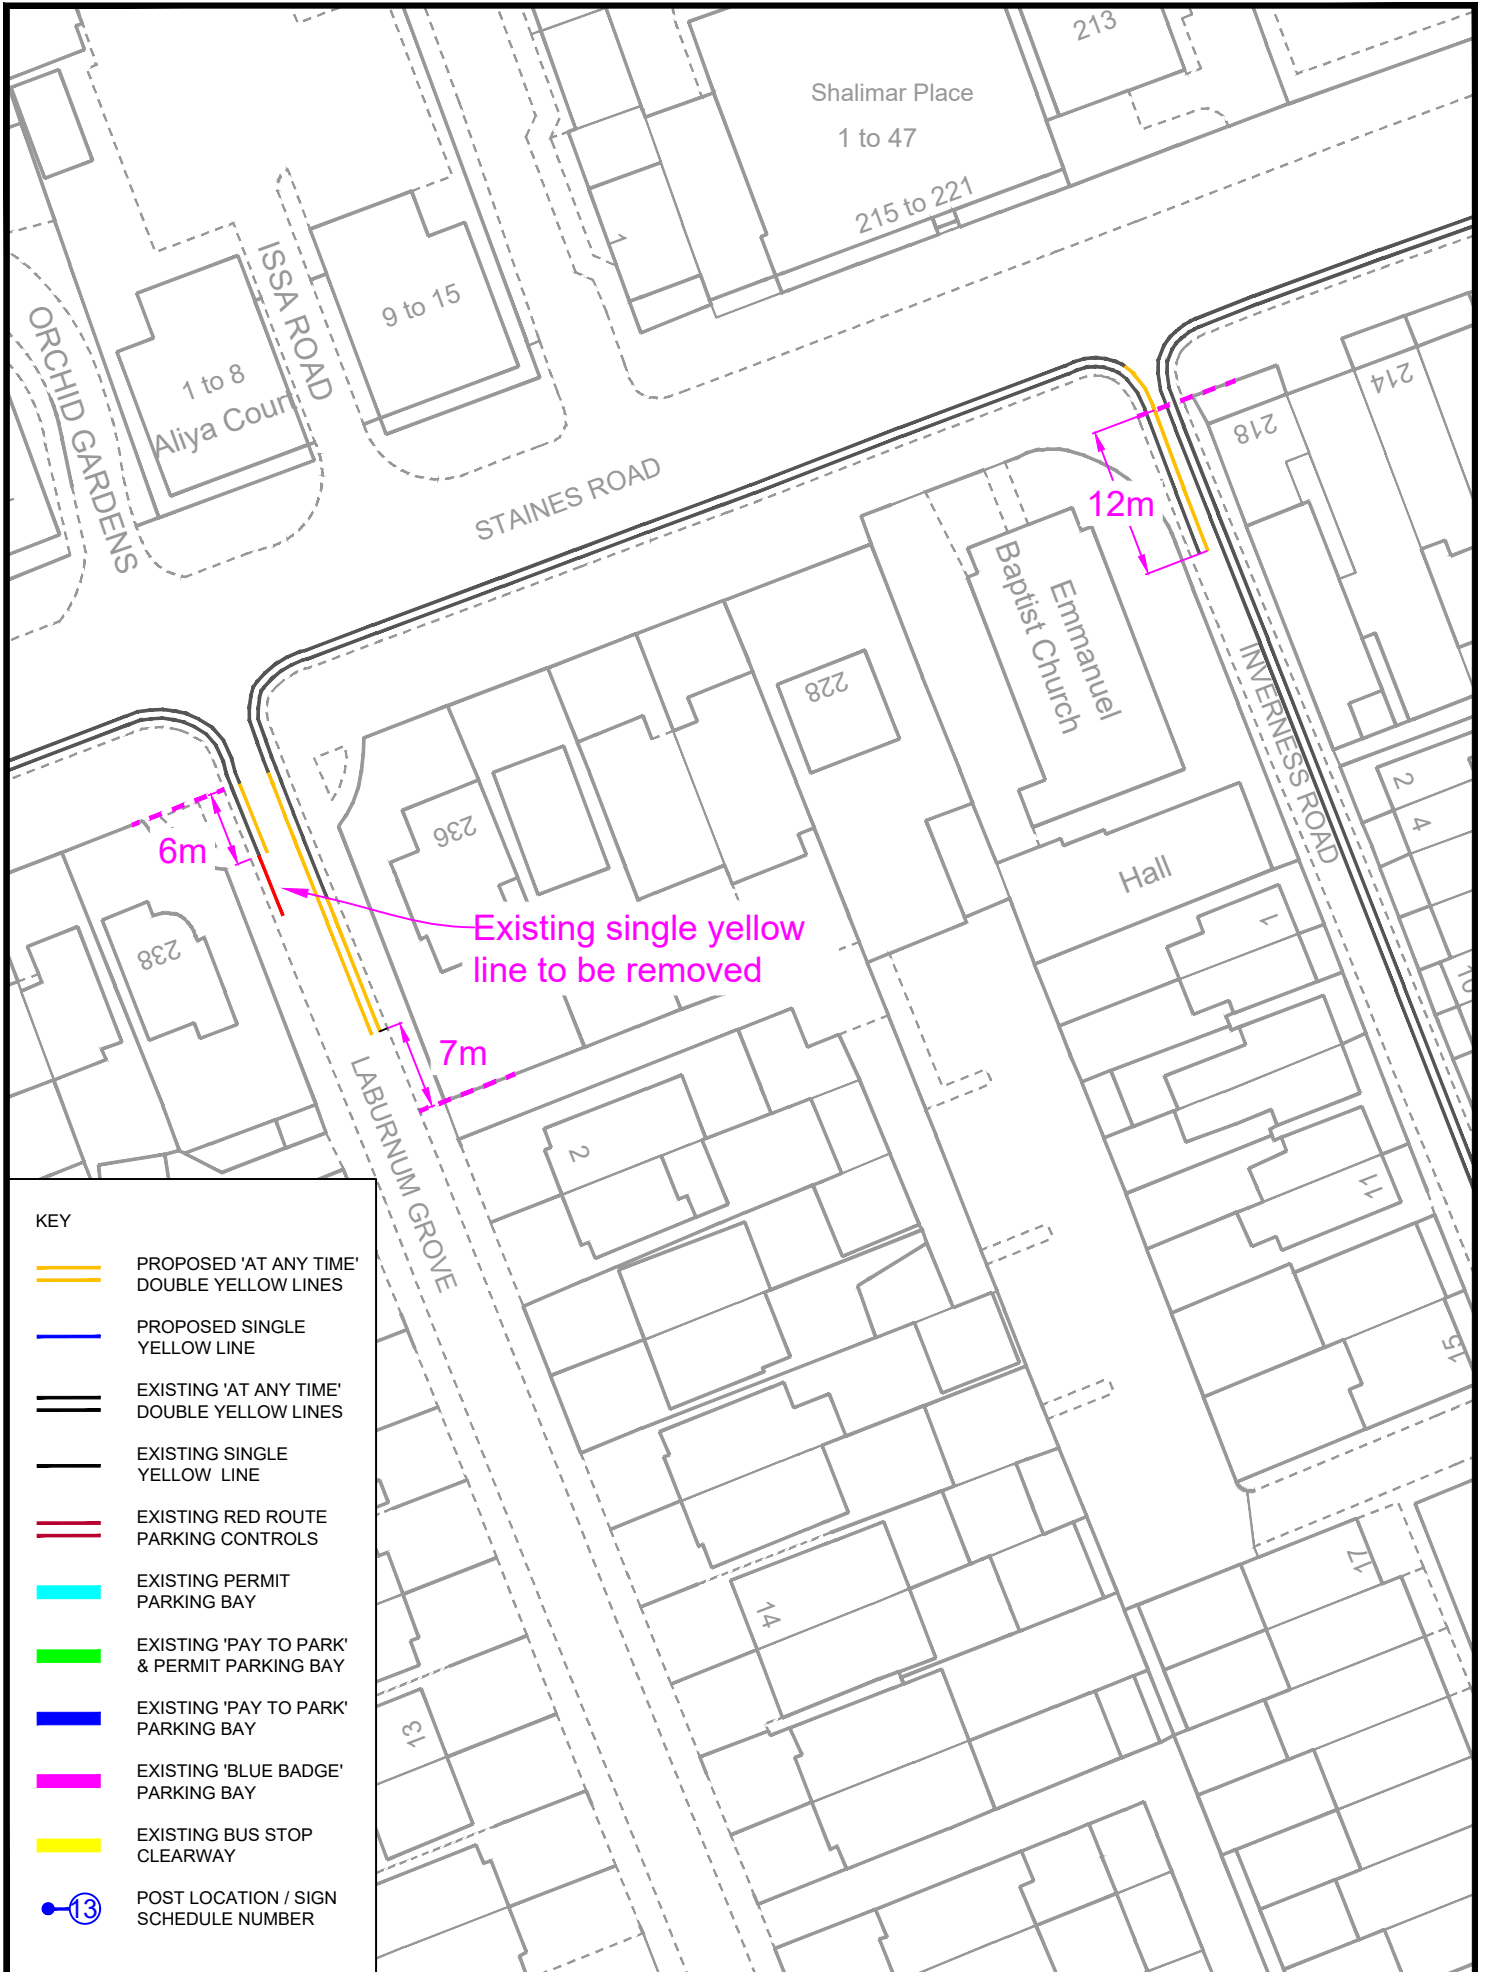 213
Shalimar Place
1 to 47
215 to 221
1
ISSA ROAD
9 to 15
ORCHID GARDENS
1 to 8
Aliya Court
214
218
STAINES ROAD
12m
Emmanuel
Baptist Church
INVERNESS ROAD
228
2
4
236
6m
Hall
Existing single yellow
line to be removed
1
238
10
7m
LABURNUM GROVE
2
11
15
17
14
13
KEY
PROPOSED 'AT ANY TIME'
DOUBLE YELLOW LINES
PROPOSED SINGLE
YELLOW LINE
EXISTING 'AT ANY TIME'
DOUBLE YELLOW LINES
EXISTING SINGLE
YELLOW LINE
EXISTING RED ROUTE
PARKING CONTROLS
EXISTING PERMIT
PARKING BAY
EXISTING 'PAY TO PARK'
& PERMIT PARKING BAY
EXISTING 'PAY TO PARK'
PARKING BAY
EXISTING 'BLUE BADGE'
PARKING BAY
EXISTING BUS STOP
CLEARWAY
13
POST LOCATION / SIGN
SCHEDULE NUMBER